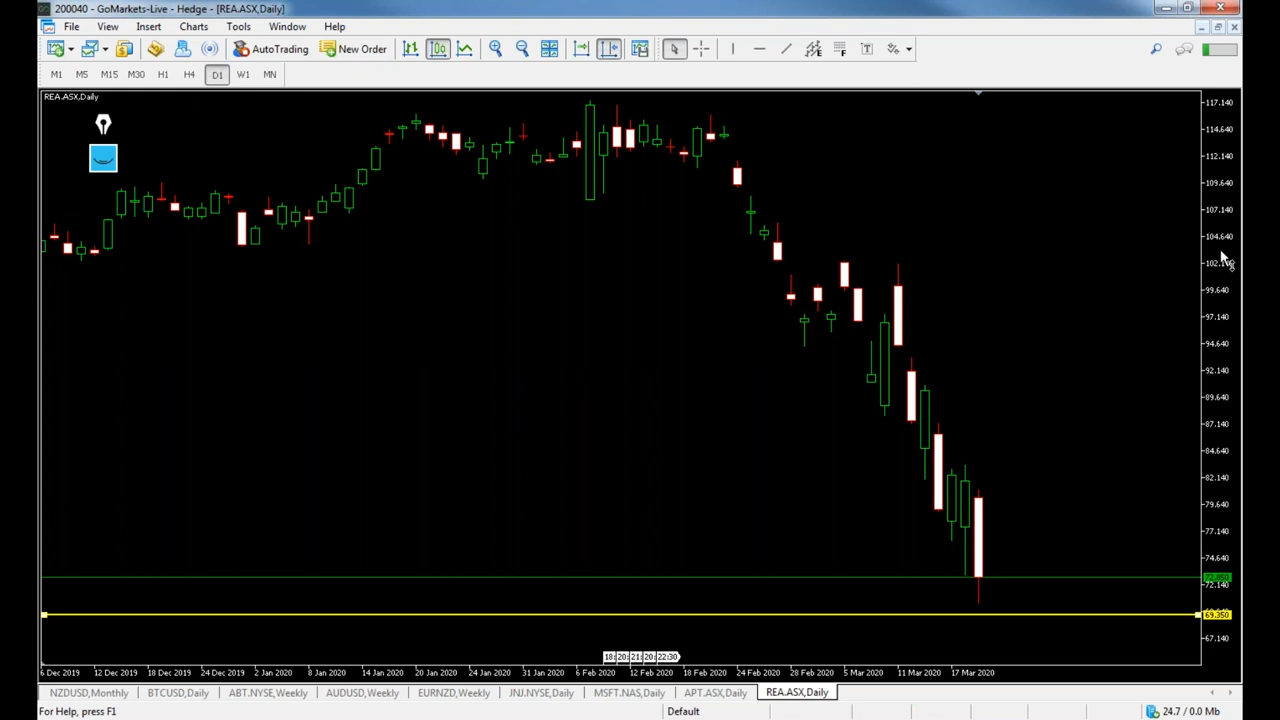 200040 - GoMarkets-Live - Hedge - [REA.ASX,Daily]
File View Insert Charts Tools Window Help
AutoTrading New Order
M1 M5 M15 M30 H1 H4 D1 W1 MN
REA.ASX,Daily
117.140
114.640
112.140
109.640
107.140
104.640
99.640
97.140
94.640
92.140
89.640
87.140
84.640
82.140
79.640
77.140
74.640
72.850
72.140
69.350
67.140
22:30
6 Dec 2019 12 Dec 2019 18 Dec 2019 24 Dec 2019 2 Jan 2020 8 Jan 2020 14 Jan 2020 20 Jan 2020 24 Jan 2020 31 Jan 2020 6 Feb 2020 12 Feb 2020 18 Feb 2020 24 Feb 2020 28 Feb 2020 5 Mar 2020 11 Mar 2020 17 Mar 2020
NZDUSD,Monthly BTCUSD,Daily ABT.NYSE,Weekly AUDUSD,Weekly EURNZD,Weekly JNJ.NYSE,Daily MSFT.NAS,Daily APT.ASX,Daily REA.ASX,Daily
For Help, press F1 Default 24.7 / 0.0 Mb